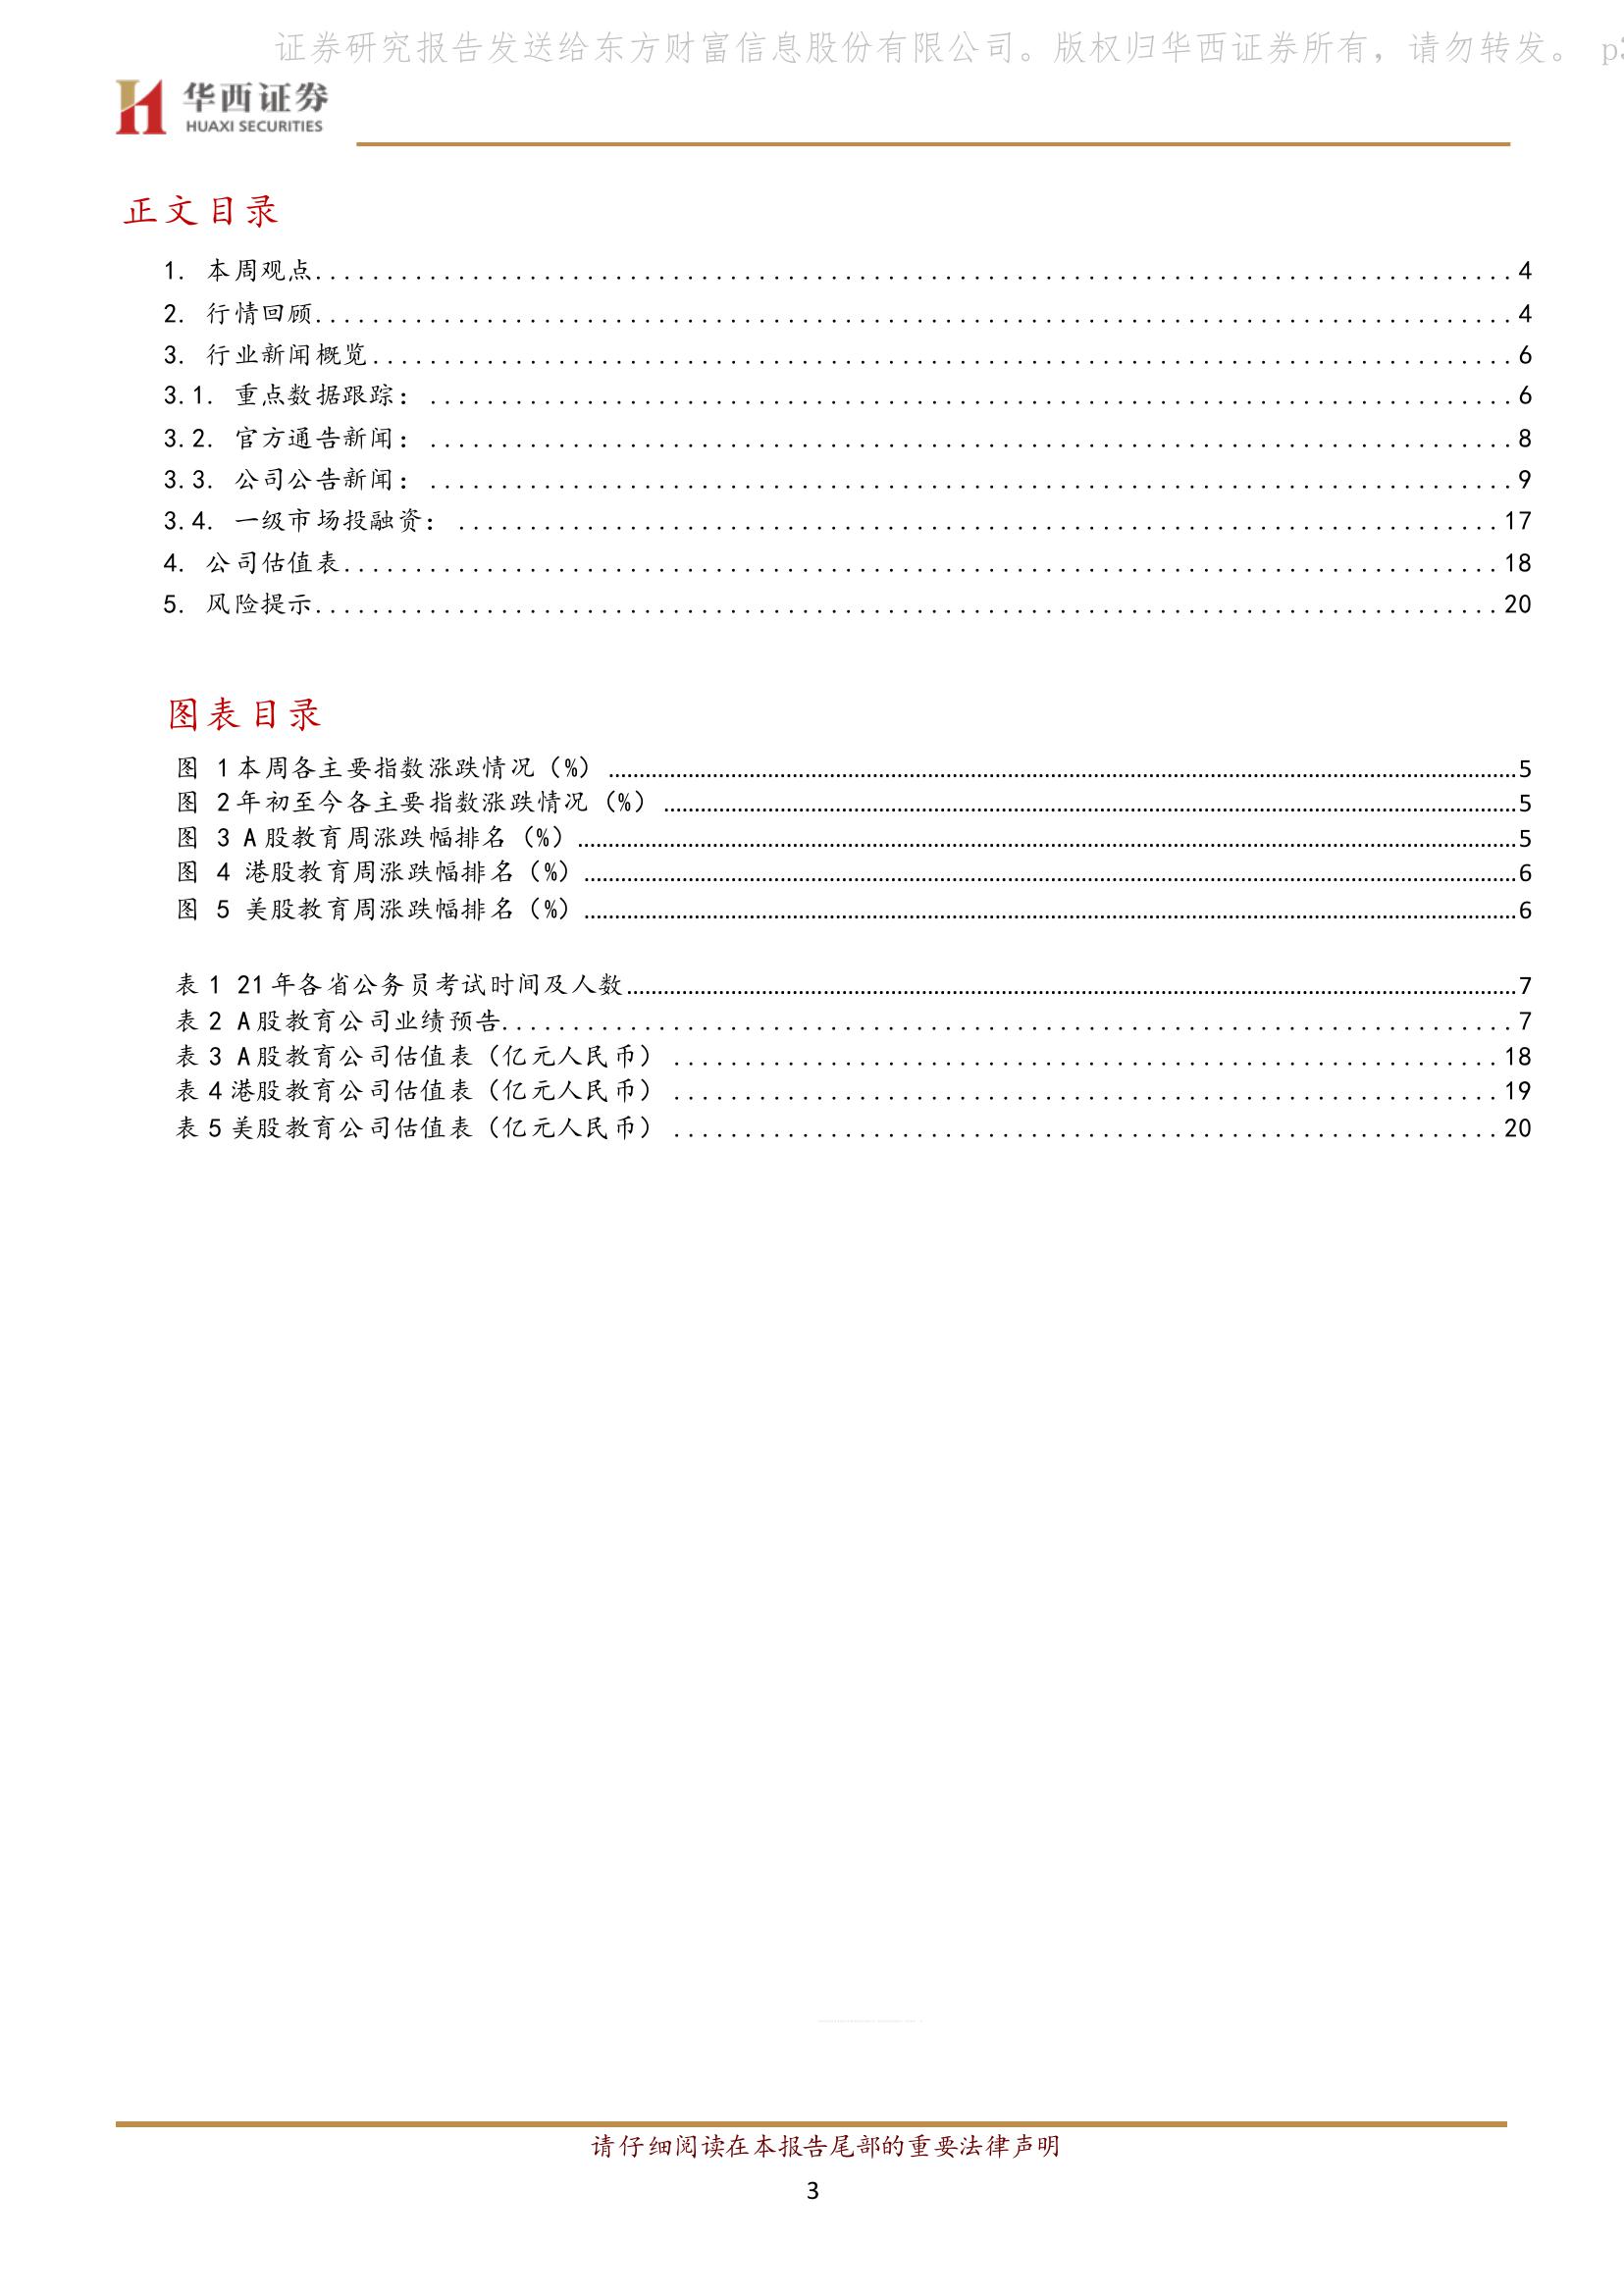 证券研究报告发送给东方财富信息股份有限公司。版权归华西证券所有，请勿转发。 p3
华西证券
HUAXI SECURITIES
正文目录
1. 本周观点....................................................................................4
2. 行情回顾....................................................................................4
3. 行业新闻概览................................................................................6
3.1. 重点数据跟踪：............................................................................6
3.2. 官方通告新闻：............................................................................8
3.3. 公司公告新闻：............................................................................9
3.4. 一级市场投融资：.........................................................................17
4. 公司估值表.................................................................................18
5. 风险提示...................................................................................20
图表目录
图 1 本周各主要指数涨跌情况（%）....................................................................5
图 2 年初至今各主要指数涨跌情况（%）................................................................5
图 3 A 股教育周涨跌幅排名（%）......................................................................5
图 4 港股教育周涨跌幅排名（%）.....................................................................6
图 5 美股教育周涨跌幅排名（%）.....................................................................6
表 1 21 年各省公务员考试时间及人数..................................................................7
表 2 A 股教育公司业绩预告.......................................................................7
表 3 A 股教育公司估值表（亿元人民币）..........................................................18
表 4 港股教育公司估值表（亿元人民币）..........................................................19
表 5 美股教育公司估值表（亿元人民币）..........................................................20
请仔细阅读在本报告尾部的重要法律声明
3